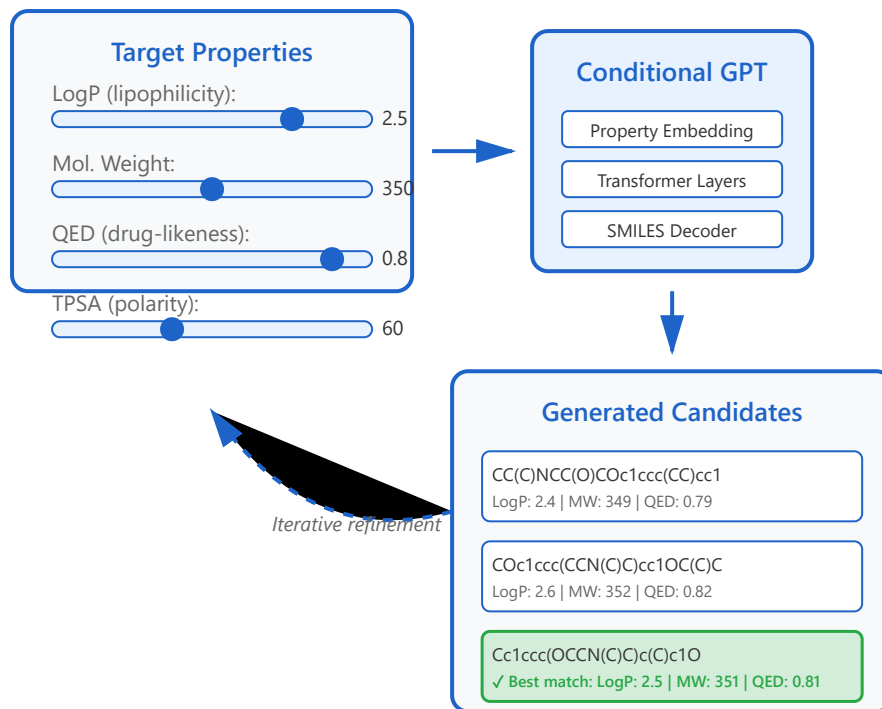 Target Properties
LogP (lipophilicity):
2.5
Mol. Weight:
350
QED (drug-likeness):
0.8
TPSA (polarity):
60
Conditional GPT
Property Embedding
Transformer Layers
SMILES Decoder
Generated Candidates
CC(C)NCC(O)COc1ccc(CC)cc1
LogP: 2.4 | MW: 349 | QED: 0.79
COc1ccc(CCN(C)C)cc1OC(C)C
LogP: 2.6 | MW: 352 | QED: 0.82
Cc1ccc(OCCN(C)C)c(C)c1O
✓ Best match: LogP: 2.5 | MW: 351 | QED: 0.81
Iterative refinement